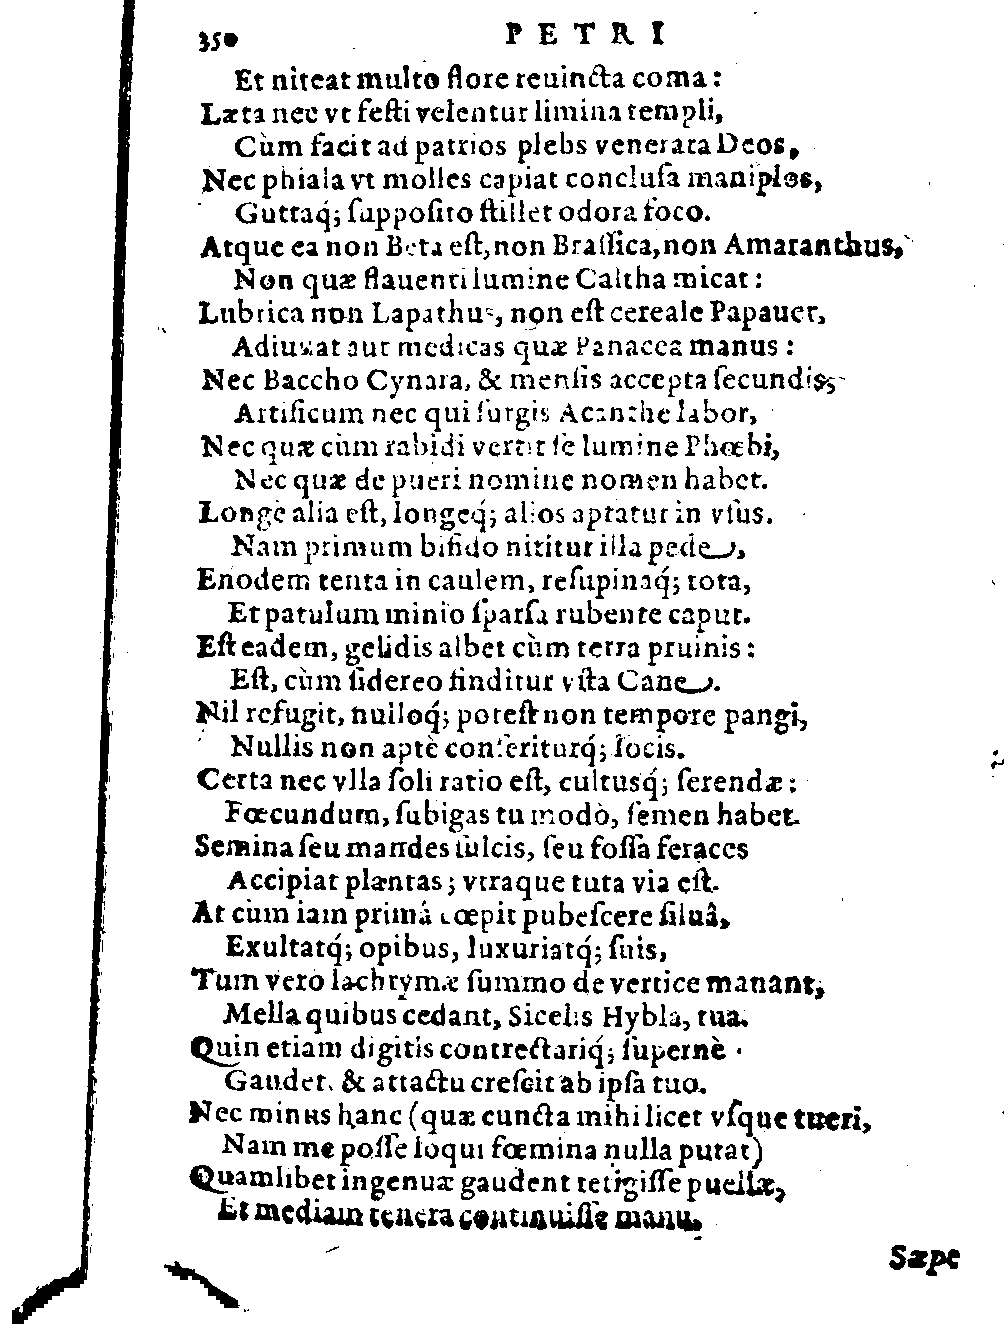 350 PETRI
Et niteat multo flore reuincta coma:
Læta nec vt festi velentur limina templi,
Cùm facit ad patrios plebs venerata Deos,
Nec phiala vt molles capiat conclusa maniplos,
Guttaq́; supposito stillet odora foco.
Atque ea non Beta est, non Brassica, non Amaranthus,
Non quæ flauenti lumine Caltha micat:
Lubrica non Lapathus, non est cereale Papauer,
Adiuuat aut medicas quæ Panacea manus:
Nec Baccho Cynara, & mensis accepta secundis,
Artificum nec qui surgis Acanthe labor,
Nec quæ cùm rabidi vertit se lumine Phœbi,
Nec quæ de pueri nomine nomen habet.
Longè alia est, longeq́; alios aptatur in vsus.
Nam primum bifido nititur illa pede,
Enodem tenta in caulem, resupinaq́; tota,
Et patulum minio sparsa rubente caput.
Est eadem, gelidis albet cùm terra pruinis:
Est, cùm sidereo finditur vsta Cane.
Nil refugit, nulloq́; potest non tempore pangi,
Nullis non aptè conseriturq́; locis.
Certa nec vlla soli ratio est, cultusq́; serendæ:
Fœcundum, subigas tu modò, semen habet.
Semina seu mandes sulcis, seu fossa feraces
Accipiat plantas; vtraque tuta via est.
At cùm iam primâ cœpit pubescere siluâ,
Exultatq́; opibus, luxuriatq́; suis,
Tum vero lachrymæ summo de vertice manant,
Mella quibus cedant, Sicelis Hybla, tua.
Quin etiam digitis contrectariq́; supernè
Gaudet, & attactu crescit ab ipsa tuo.
Nec minus hanc (quæ cuncta mihi licet vsque tueri,
Nam me posse loqui fœmina nulla putat)
Quamlibet ingenuæ gaudent tetigisse puellæ,
Et mediam tenera continuisse manu.
Sæpe